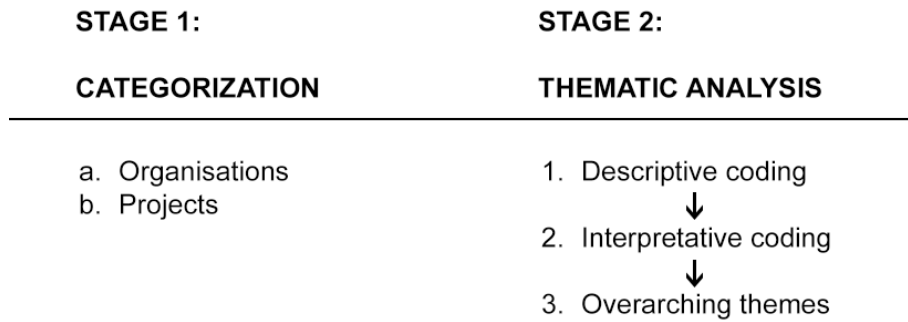 STAGE 1:
CATEGORIZATION
a. Organisations
b. Projects
STAGE 2:
THEMATIC ANALYSIS
1. Descriptive coding
2. Interpretative coding
3. Overarching themes